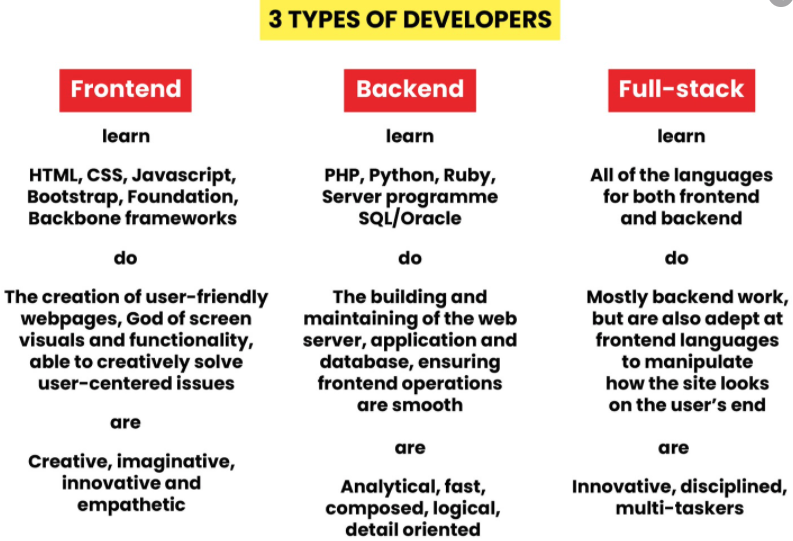 3 TYPES OF DEVELOPERS
Frontend
learn
HTML, CSS, Javascript,
Bootstrap, Foundation,
Backbone frameworks
do
The creation of user-friendly
webpages, God of screen
visuals and functionality,
able to creatively solve
user-centered issues
are
Creative, imaginative,
innovative and
empathetic
Backend
learn
PHP, Python, Ruby,
Server programme
SQL/Oracle
do
The building and
maintaining of the web
server, application and
database, ensuring
frontend operations
are smooth
are
Analytical, fast,
composed, logical,
detail oriented
Full-stack
learn
All of the languages
for both frontend
and backend
do
Mostly backend work,
but are also adept at
frontend languages
to manipulate
how the site looks
on the user’s end
are
Innovative, disciplined,
multi-taskers